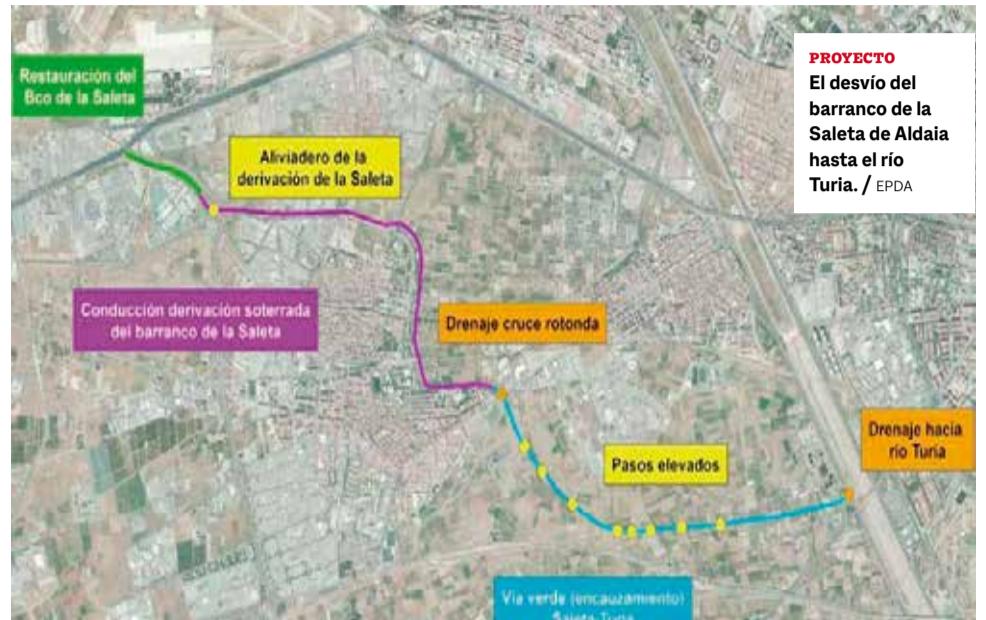 Restauración del
Bco de la Saleta
Aliviadero de la
derivación de la Saleta
PROYECTO
El desvío del
barranco de la
Saleta de Aldaia
hasta el río
Turia. / EPDA
Conducción derivación soterrada
del barranco de la Saleta
Drenaje cruce rotonda
Drenaje hacia
río Turia
Pasos elevados
Vía verde (encauzamiento)
Saleta-Turia